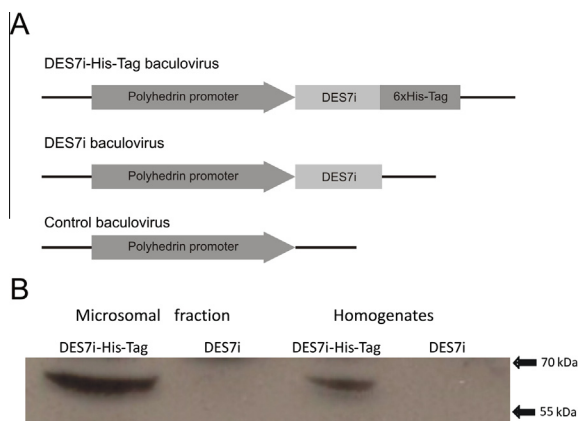 A
DES7i-His-Tag baculovirus
Polyhedrin promoter DES7i 6xHis-Tag
DES7i baculovirus
Polyhedrin promoter DES7i
Control baculovirus
Polyhedrin promoter
B
Microsomal fraction Homogenates
DES7i-His-Tag DES7i DES7i-His-Tag DES7i
70 kDa
55 kDa